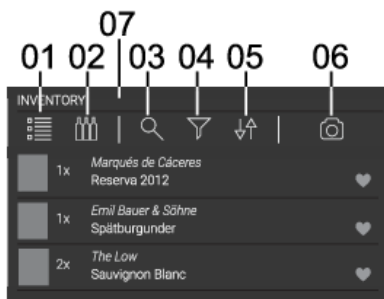 07
01 02 03 04 05 06
INVENTORY
1x Marqués de Cáceres
Reserva 2012
1x Emil Bauer & Söhne
Spätburgunder
2x The Low
Sauvignon Blanc